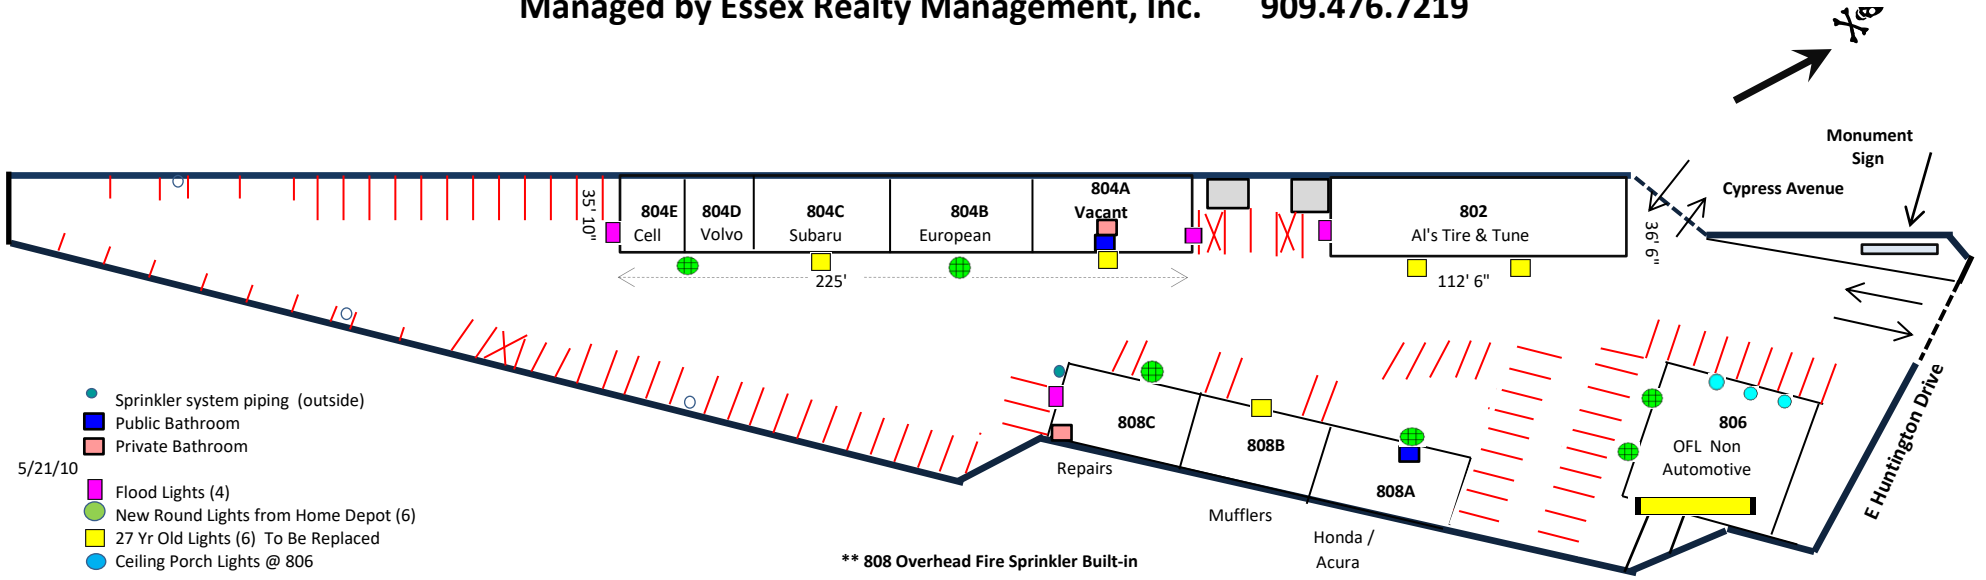 Managed by Essex Realty Management, Inc. 909.476.7219
Monument
Sign
Cypress Avenue
804A
35' 10"
804E
804D
804C
804B
Vacant
802
Cell
Volvo
Subaru
European
Al's Tire & Tune
36' 6"
225'
112' 6"
E Huntington Drive
Sprinkler system piping (outside)
Public Bathroom
Private Bathroom
5/21/10
Flood Lights (4)
New Round Lights from Home Depot (6)
27 Yr Old Lights (6) To Be Replaced
Ceiling Porch Lights @ 806
808C
808B
808A
806
OFL Non
Automotive
Repairs
Mufflers
Honda /
Acura
** 808 Overhead Fire Sprinkler Built-in